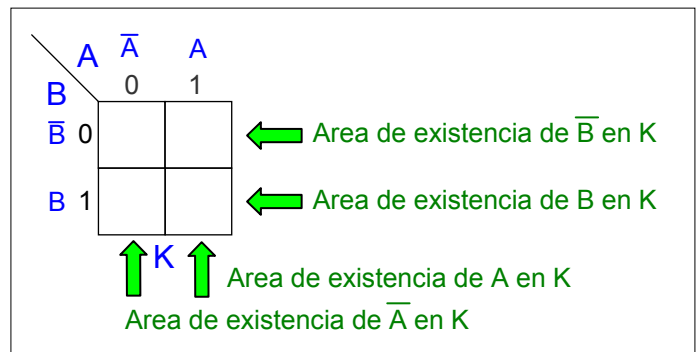 A A̅ A
B 0 1
B̅ 0 Area de existencia de B̅ en K
B 1 Area de existencia de B en K
K
Area de existencia de A en K
Area de existencia de A̅ en K